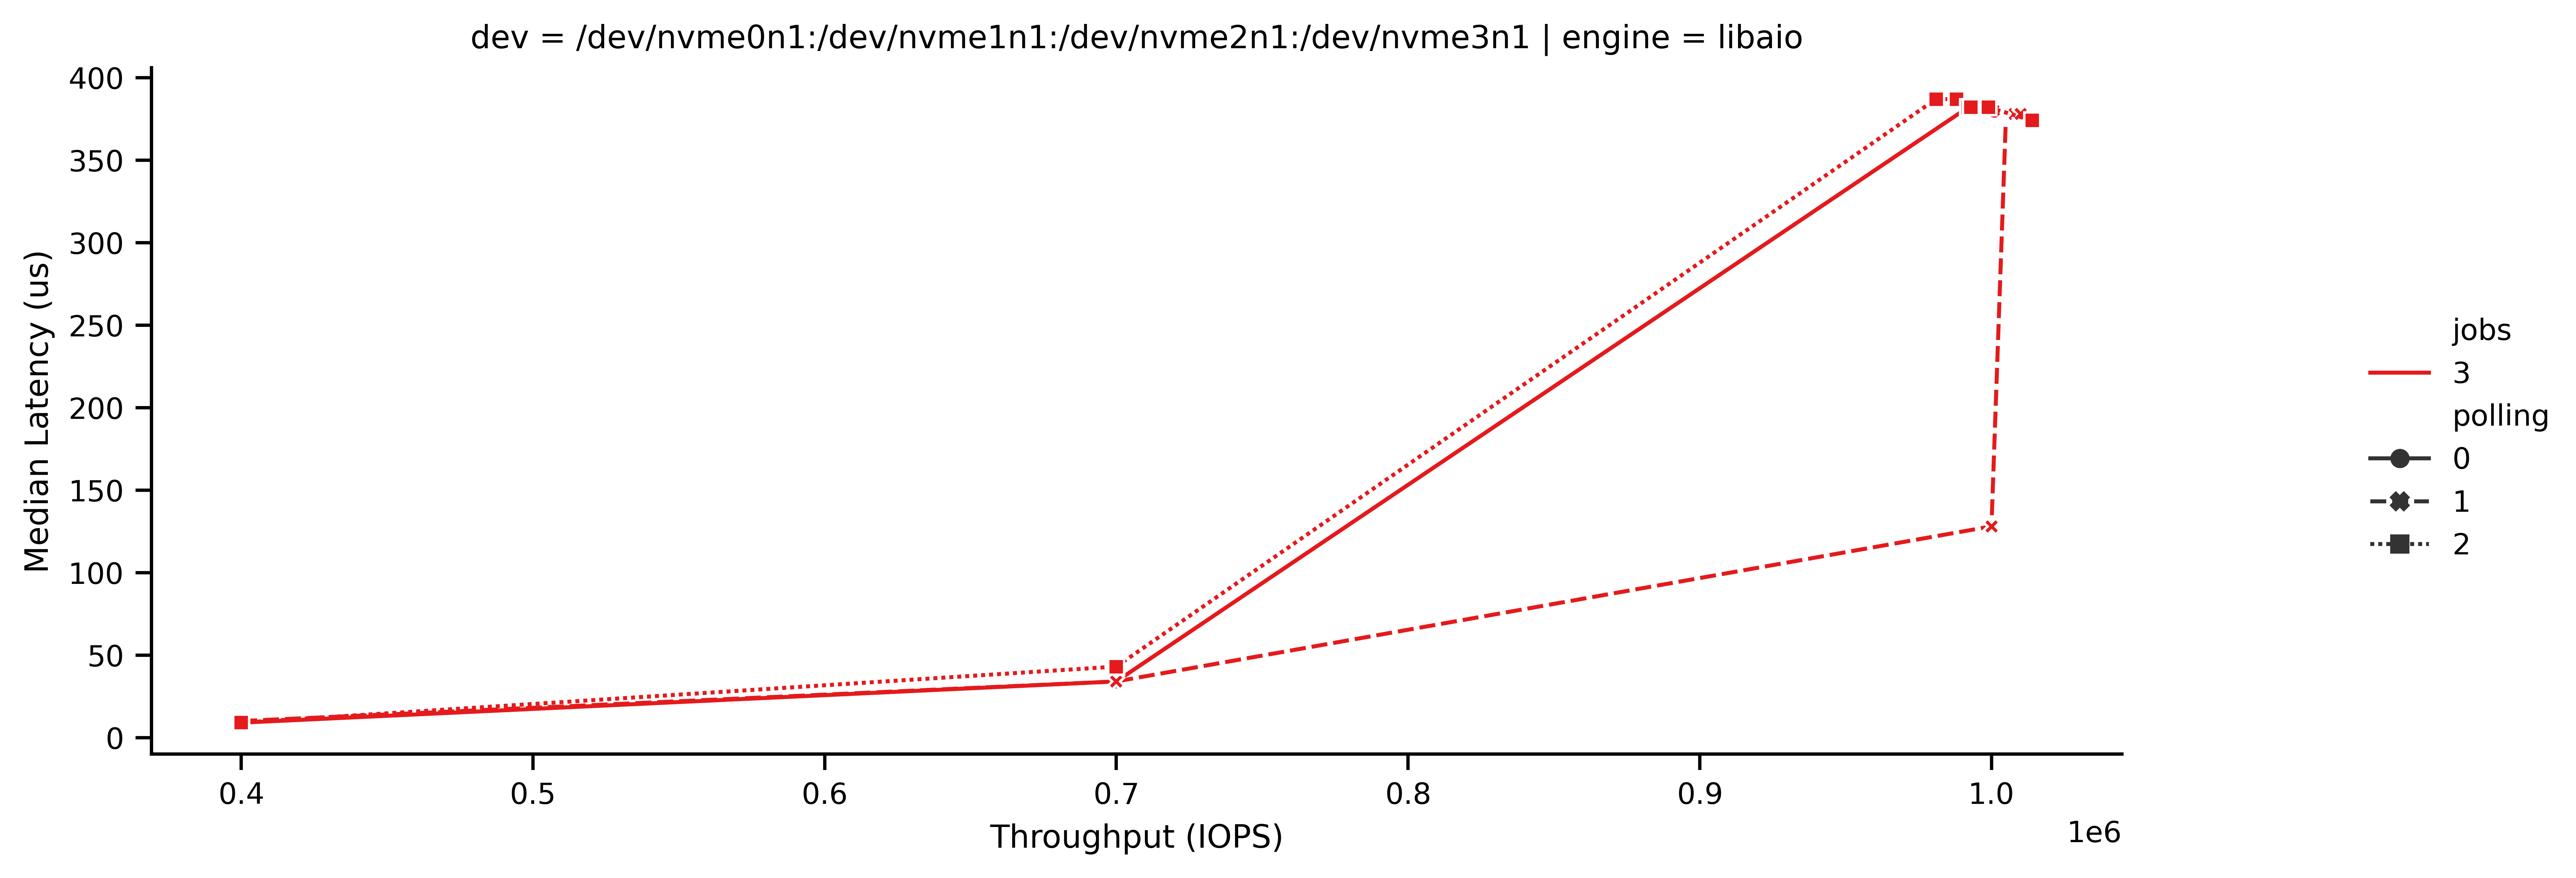 dev = /dev/nvme0n1:/dev/nvme1n1:/dev/nvme2n1:/dev/nvme3n1 | engine = libaio
Median Latency (us)
400
350
300
250
200
150
100
50
0
0.4 0.5 0.6 0.7 0.8 0.9 1.0
1e6
Throughput (IOPS)
jobs
3
polling
0
1
2